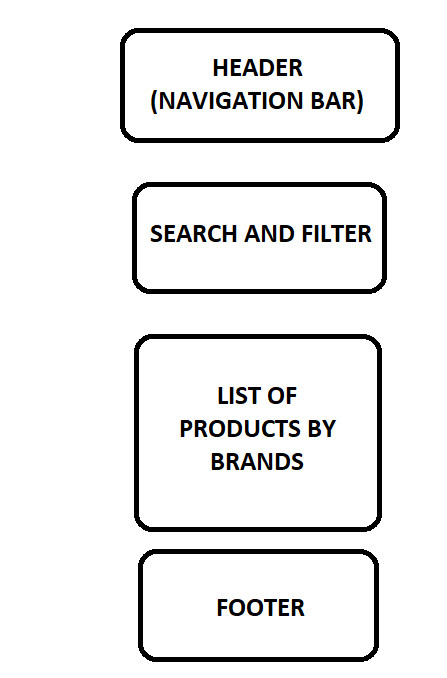 HEADER
(NAVIGATION BAR)
SEARCH AND FILTER
LIST OF
PRODUCTS BY
BRANDS
FOOTER